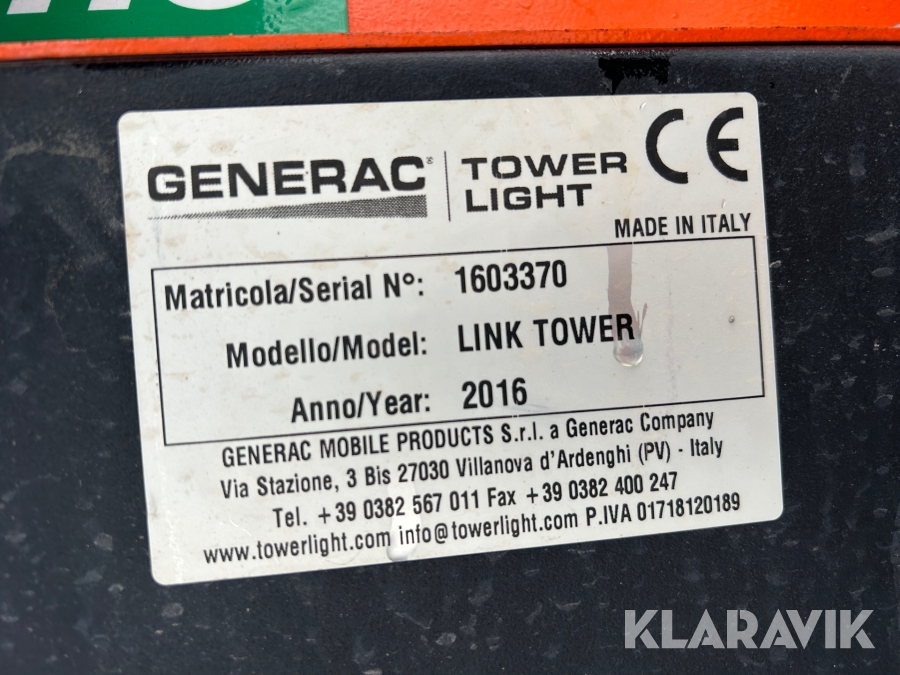 GENERAC®
TOWER
LIGHT
CE
MADE IN ITALY
Matricola/Serial N°: 1603370
Modello/Model: LINK TOWER
Anno/Year: 2016
GENERAC MOBILE PRODUCTS S.r.l. a Generac Company
Via Stazione, 3 Bis 27030 Villanova d'Ardenghi (PV) - Italy
Tel. +39 0382 567 011 Fax +39 0382 400 247
www.towerlight.com info@towerlight.com P.IVA 01718120189
KLARAVIK